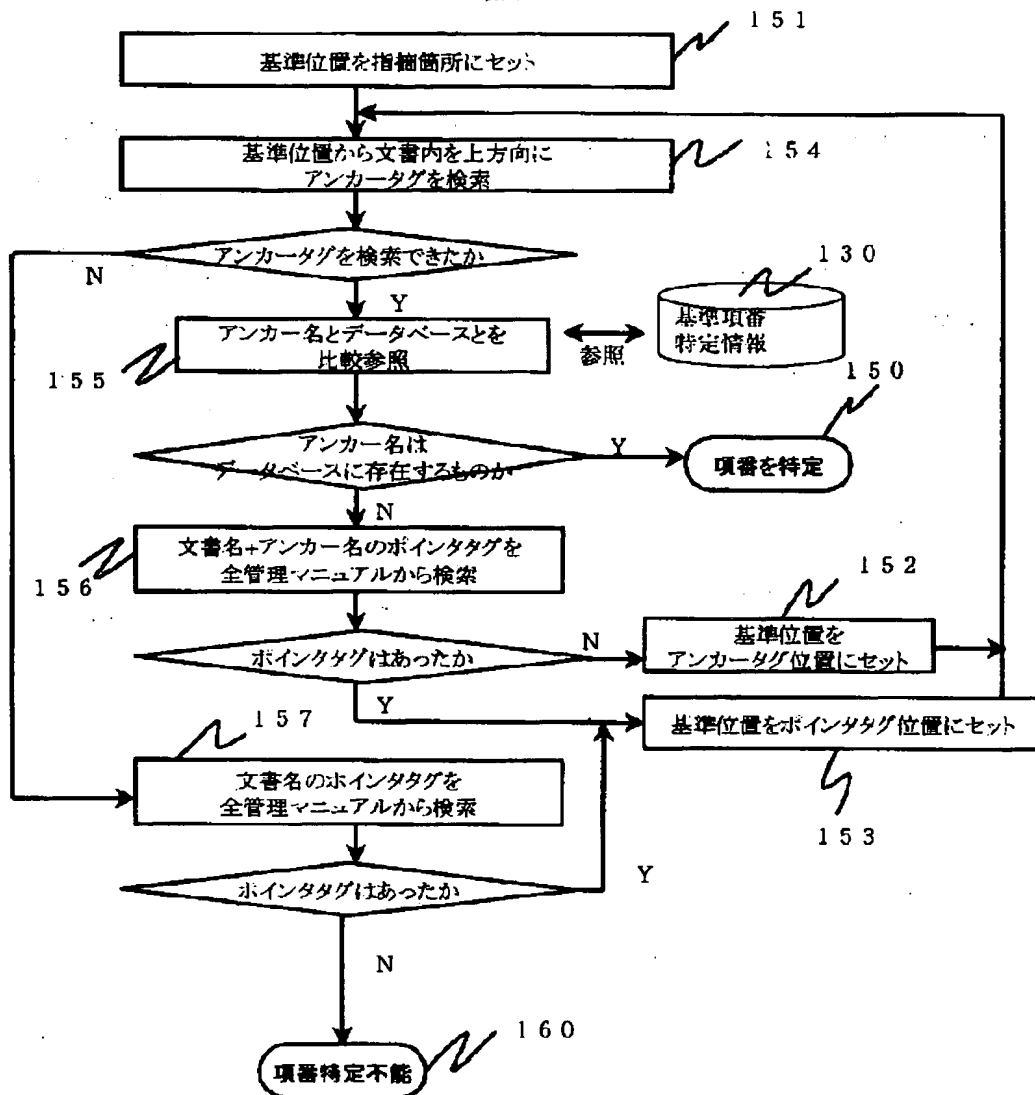 151
基準位置を指摘箇所にセット
基準位置から文書内を上方向に
アンカータグを検索
154
アンカータグを検索できたか
N
Y
130
基準項番
特定情報
アンカー名とデータベースとを
比較参照
参照
155
150
アンカー名は
データベースに存在するものか
Y
項番を特定
N
文書名+アンカー名のポインタタグを
全管理マニュアルから検索
156
152
ポインタタグはあったか
N
基準位置を
アンカータグ位置にセット
Y
基準位置をポインタタグ位置にセット
157
153
文書名のポインタタグを
全管理マニュアルから検索
ポインタタグはあったか
Y
N
160
項番特定不能